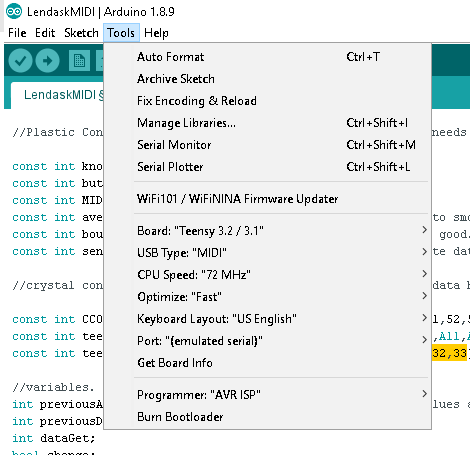 LendaskMIDI | Arduino 1.8.9
File Edit Sketch Tools Help
LendaskMIDI §
Auto Format Ctrl+T
Archive Sketch
Fix Encoding & Reload
Manage Libraries... Ctrl+Shift+I
Serial Monitor Ctrl+Shift+M
Serial Plotter Ctrl+Shift+L
WiFi101 / WiFiNINA Firmware Updater
Board: "Teensy 3.2 / 3.1"
USB Type: "MIDI"
CPU Speed: "72 MHz"
Optimize: "Fast"
Keyboard Layout: "US English"
Port: "{emulated serial}"
Get Board Info
Programmer: "AVR ISP"
Burn Bootloader
//Plastic Con needs
const int kno
const int but
const int MID
const int ave to smo
const int bou good.
const int sen te dat
//crystal con data b
const int CCO 1,52,5
const int tee ,All,A
const int tee 32,33}
//variables.
int previousA lues a
int previousD
int dataGet;
bool change;